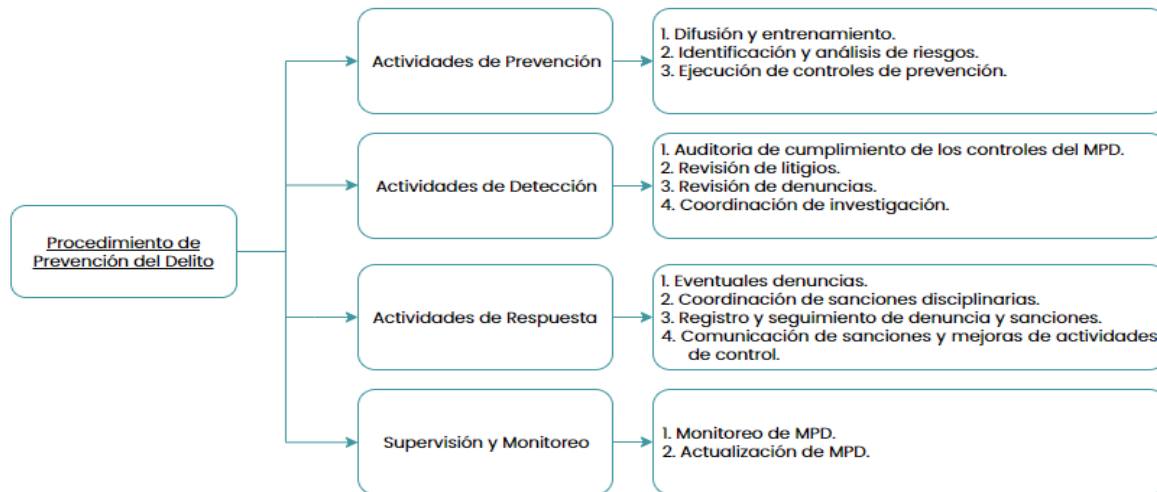 Procedimiento de
Prevención del Delito
Actividades de Prevención
1. Difusión y entrenamiento.
2. Identificación y análisis de riesgos.
3. Ejecución de controles de prevención.
Actividades de Detección
1. Auditoria de cumplimiento de los controles del MPD.
2. Revisión de litigios.
3. Revisión de denuncias.
4. Coordinación de investigación.
Actividades de Respuesta
1. Eventuales denuncias.
2. Coordinación de sanciones disciplinarias.
3. Registro y seguimiento de denuncia y sanciones.
4. Comunicación de sanciones y mejoras de actividades
de control.
Supervisión y Monitoreo
1. Monitoreo de MPD.
2. Actualización de MPD.